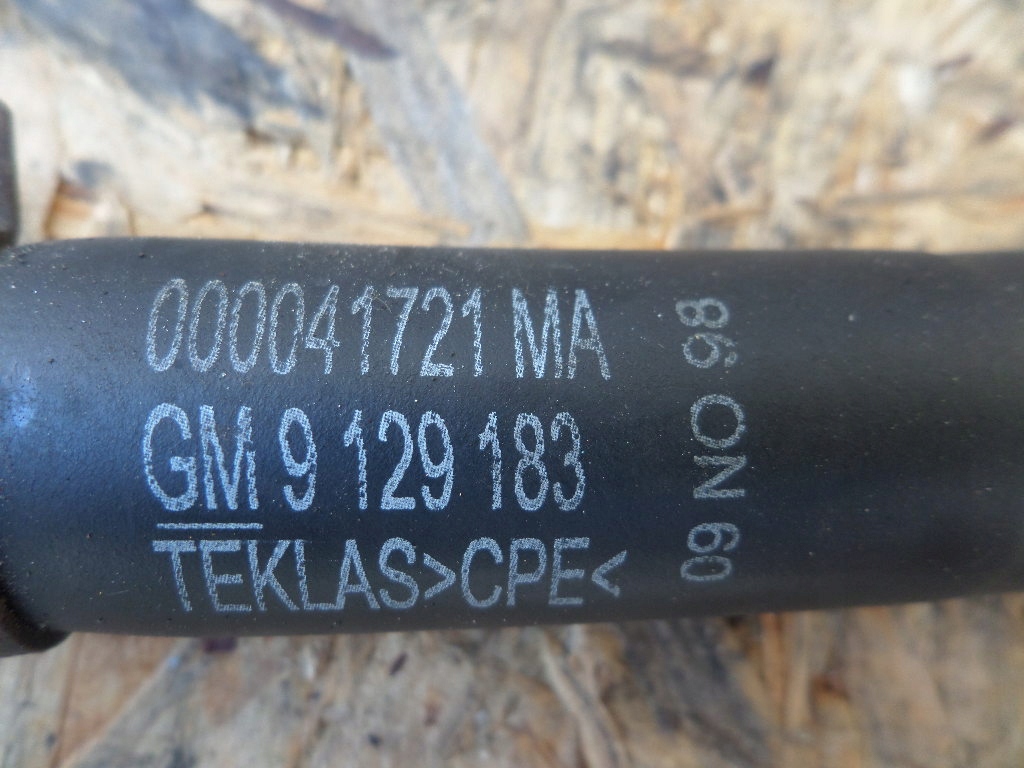 000041721 MA
GM 9 129 183
TEKLAS>CPE<
09 NO 98